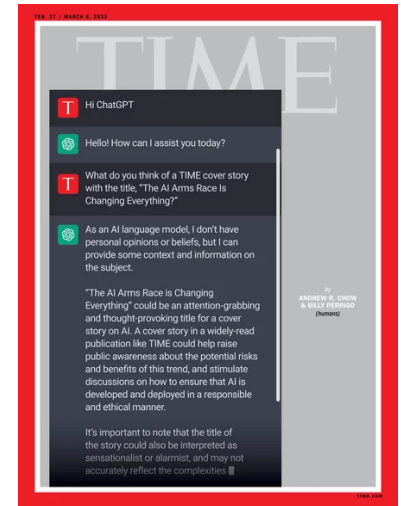 FEB. 27 / MARCH 6, 2023
TIME
T Hi ChatGPT
Hello! How can I assist you today?
T What do you think of a TIME cover story
with the title, "The AI Arms Race Is
Changing Everything?"
As an AI language model, I don't have
personal opinions or beliefs, but I can
provide some context and information on
the subject.
"The AI Arms Race is Changing
Everything" could be an attention-grabbing
and thought-provoking title for a cover
story on AI. A cover story in a widely-read
publication like TIME could help raise
public awareness about the potential risks
and benefits of this trend, and stimulate
discussions on how to ensure that AI is
developed and deployed in a responsible
and ethical manner.
It's important to note that the title of
the story could also be interpreted as
sensationalist or alarmist, and may not
accurately reflect the complexities
by
ANDREW R. CHOW
& BILLY PERRIGO
(humans)
time.com